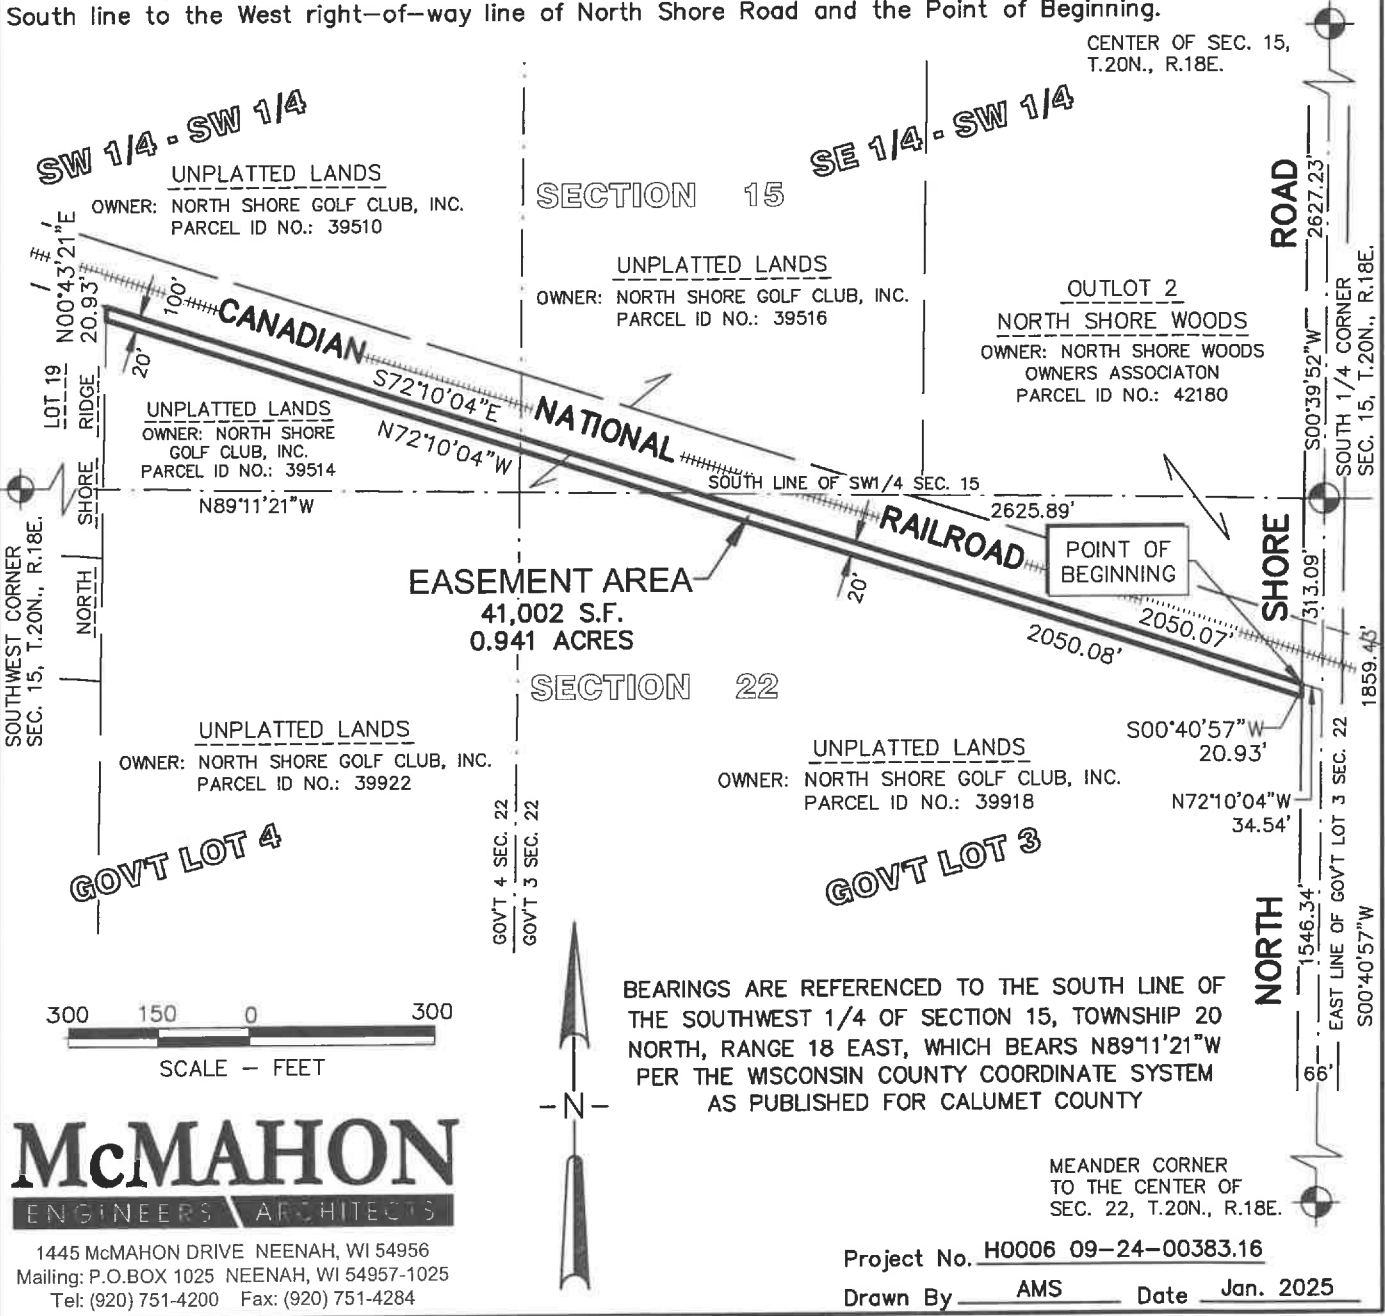 South line to the West right-of-way line of North Shore Road and the Point of Beginning.
CENTER OF SEC. 15,
T.20N., R.18E.
SW 1/4 - SW 1/4
SE 1/4 - SW 1/4
UNPLATTED LANDS
OWNER: NORTH SHORE GOLF CLUB, INC.
PARCEL ID NO.: 39510
SECTION 15
UNPLATTED LANDS
OWNER: NORTH SHORE GOLF CLUB, INC.
PARCEL ID NO.: 39516
OUTLOT 2
NORTH SHORE WOODS
OWNER: NORTH SHORE WOODS
OWNERS ASSOCIATON
PARCEL ID NO.: 42180
ROAD
2627.23'
S00°39'52"W
SOUTH 1/4 CORNER
SEC. 15, T.20N., R.18E.
N00°43'21"E
20.93'
100'
20'
CANADIAN
NATIONAL
RAILROAD
S72°10'04"E
N72°10'04"W
LOT 19
NORTH SHORE RIDGE
UNPLATTED LANDS
OWNER: NORTH SHORE
GOLF CLUB, INC.
PARCEL ID NO.: 39514
N89°11'21"W
SOUTH LINE OF SW1/4 SEC. 15
2625.89'
SOUTHWEST CORNER
SEC. 15, T.20N., R.18E.
POINT OF
BEGINNING
SHORE
313.09'
EASEMENT AREA
41,002 S.F.
0.941 ACRES
20'
2050.07'
2050.08'
1859.43'
SECTION 22
S00°40'57"W
20.93'
N72°10'04"W
34.54'
UNPLATTED LANDS
OWNER: NORTH SHORE GOLF CLUB, INC.
PARCEL ID NO.: 39922
UNPLATTED LANDS
OWNER: NORTH SHORE GOLF CLUB, INC.
PARCEL ID NO.: 39918
GOV'T LOT 4
GOV'T 4 SEC. 22
GOV'T 3 SEC. 22
GOV'T LOT 3
NORTH
1546.34'
EAST LINE OF GOV'T LOT 3 SEC. 22
S00°40'57"W
66'
300 150 0 300
SCALE - FEET
-N-
BEARINGS ARE REFERENCED TO THE SOUTH LINE OF
THE SOUTHWEST 1/4 OF SECTION 15, TOWNSHIP 20
NORTH, RANGE 18 EAST, WHICH BEARS N89°11'21"W
PER THE WISCONSIN COUNTY COORDINATE SYSTEM
AS PUBLISHED FOR CALUMET COUNTY
McMAHON
ENGINEERS \ ARCHITECTS
1445 McMAHON DRIVE NEENAH, WI 54956
Mailing: P.O.BOX 1025 NEENAH, WI 54957-1025
Tel: (920) 751-4200 Fax: (920) 751-4284
MEANDER CORNER
TO THE CENTER OF
SEC. 22, T.20N., R.18E.
Project No. H0006 09-24-00383.16
Drawn By AMS Date Jan. 2025